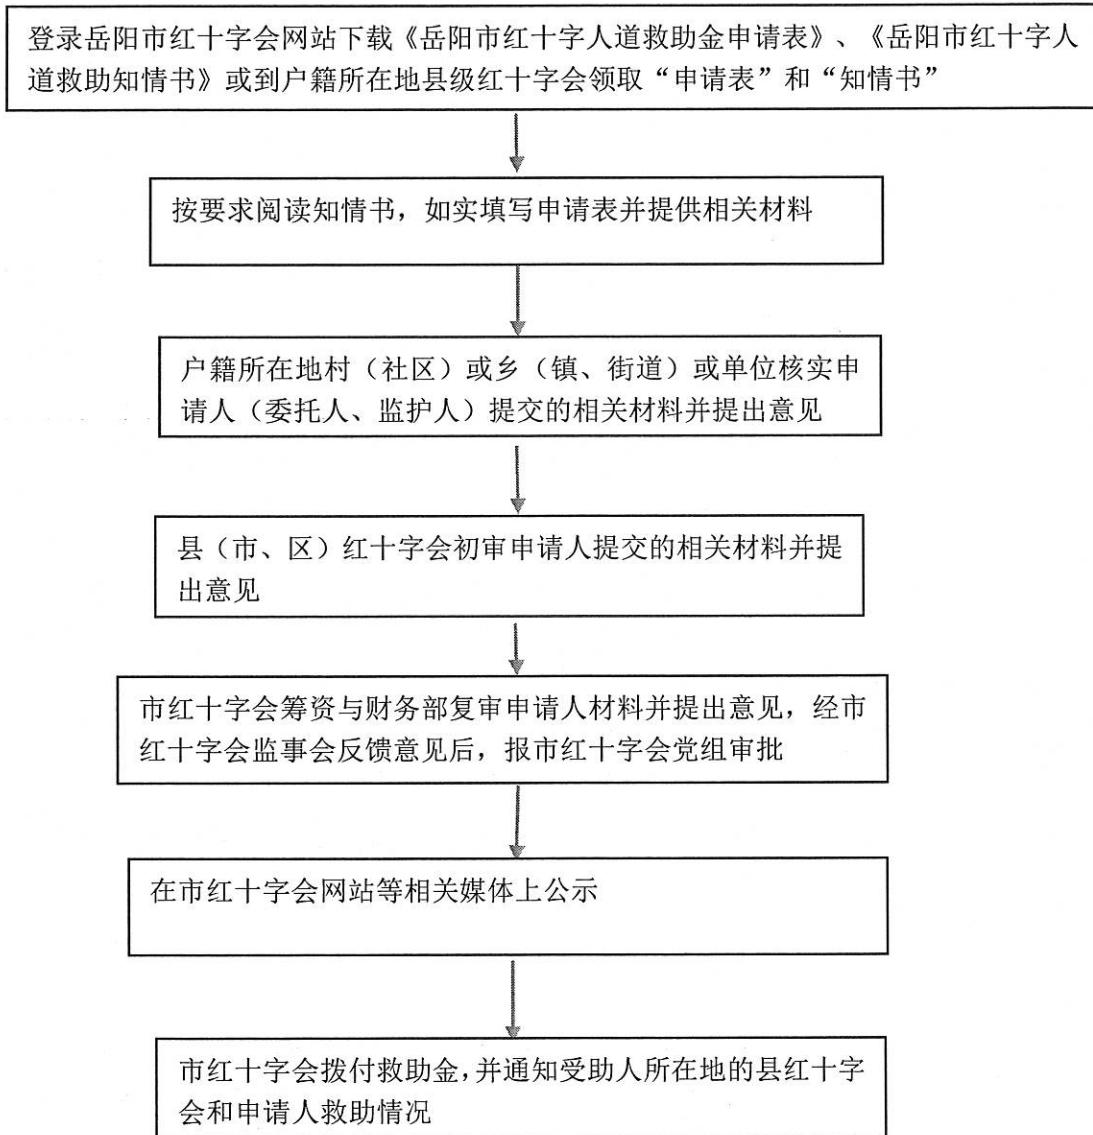 登录岳阳市红十字会网站下载《岳阳市红十字人道救助金申请表》、《岳阳市红十字人
道救助知情书》或到户籍所在地县级红十字会领取“申请表”和“知情书”
按要求阅读知情书，如实填写申请表并提供相关材料
户籍所在地村（社区）或乡（镇、街道）或单位核实申
请人（委托人、监护人）提交的相关材料并提出意见
县（市、区）红十字会初审申请人提交的相关材料并提
出意见
市红十字会筹资与财务部复审申请人材料并提出意见，经市
红十字会监事会反馈意见后，报市红十字会党组审批
在市红十字会网站等相关媒体上公示
市红十字会拨付救助金，并通知受助人所在地的县红十字
会和申请人救助情况